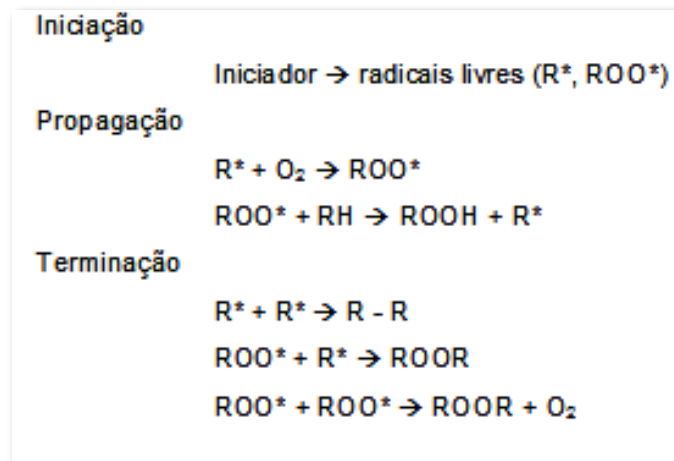 Iniciação
Iniciador → radicais livres (R*, ROO*)
Propagação
R* + O₂ → ROO*
ROO* + RH → ROOH + R*
Terminação
R* + R* → R - R
ROO* + R* → ROOR
ROO* + ROO* → ROOR + O₂